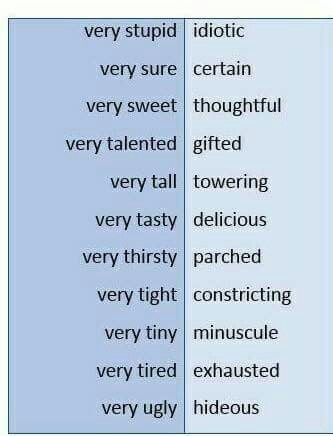 very stupid idiotic
very sure certain
very sweet thoughtful
very talented gifted
very tall towering
very tasty delicious
very thirsty parched
very tight constricting
very tiny minuscule
very tired exhausted
very ugly hideous